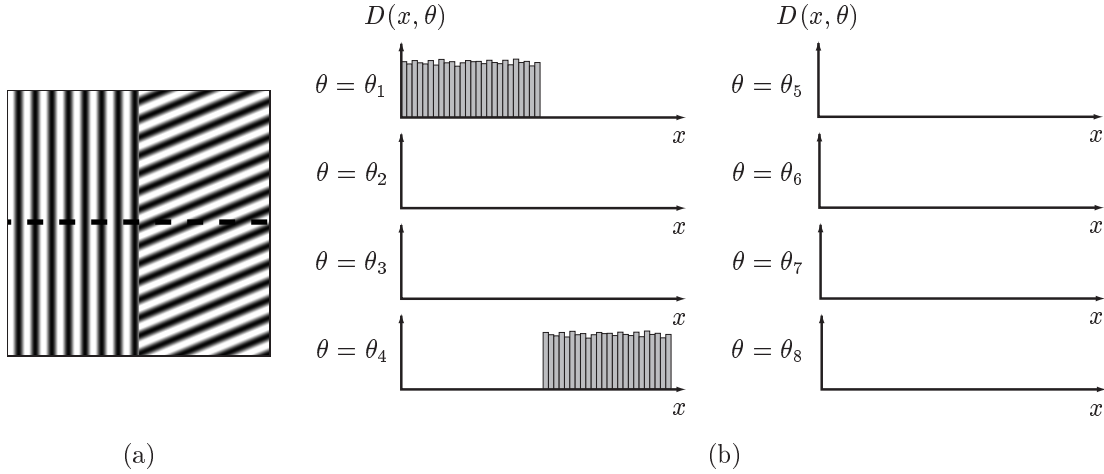 D(x, θ)
θ = θ1
x
θ = θ2
x
θ = θ3
x
θ = θ4
x
D(x, θ)
θ = θ5
x
θ = θ6
x
θ = θ7
x
θ = θ8
x
(a)
(b)